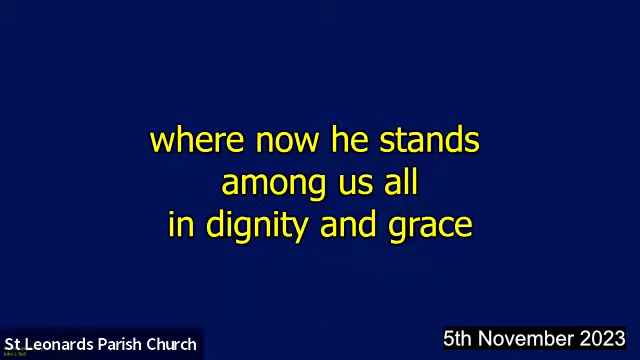 where now he stands
among us all
in dignity and grace
St Leonards Parish Church
5th November 2023